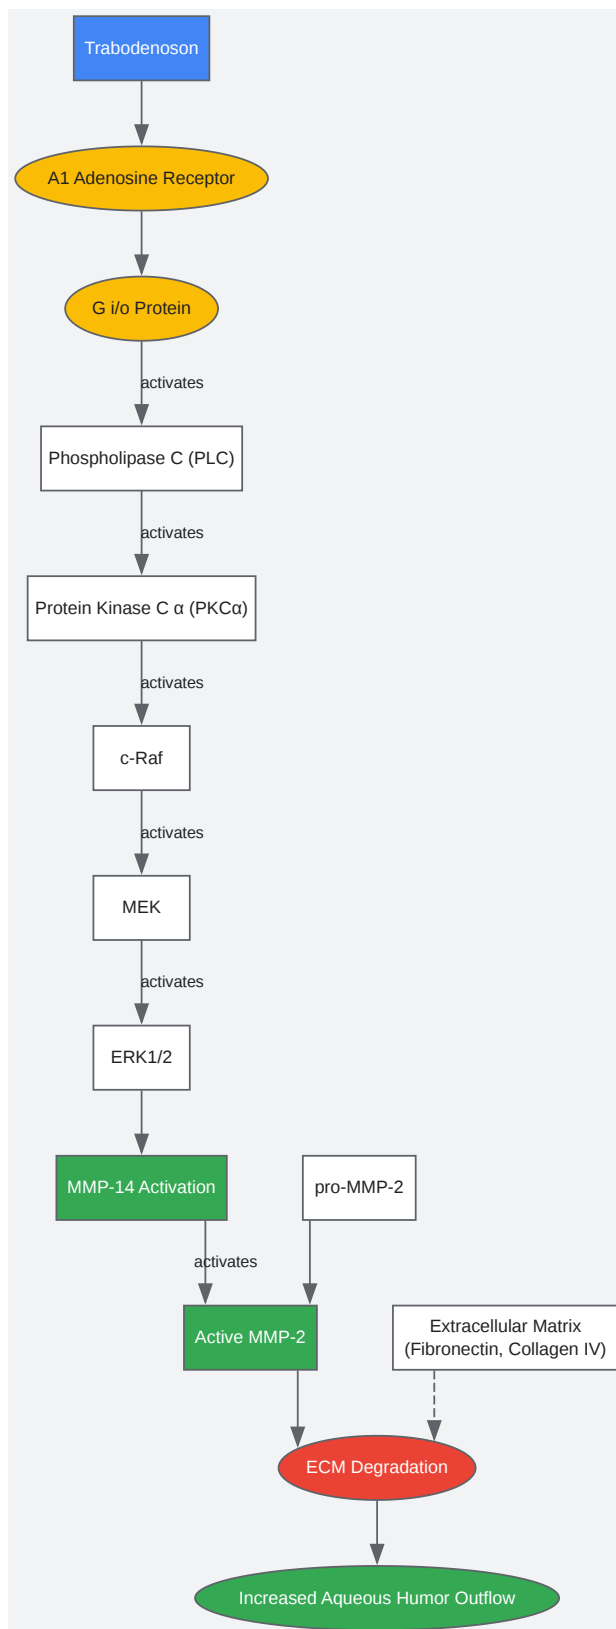 Trabodenoson
A1 Adenosine Receptor
G i/o Protein
activates
Phospholipase C (PLC)
activates
Protein Kinase C α (PKCα)
activates
c-Raf
activates
MEK
activates
ERK1/2
MMP-14 Activation
pro-MMP-2
activates
Active MMP-2
Extracellular Matrix
(Fibronectin, Collagen IV)
ECM Degradation
Increased Aqueous Humor Outflow